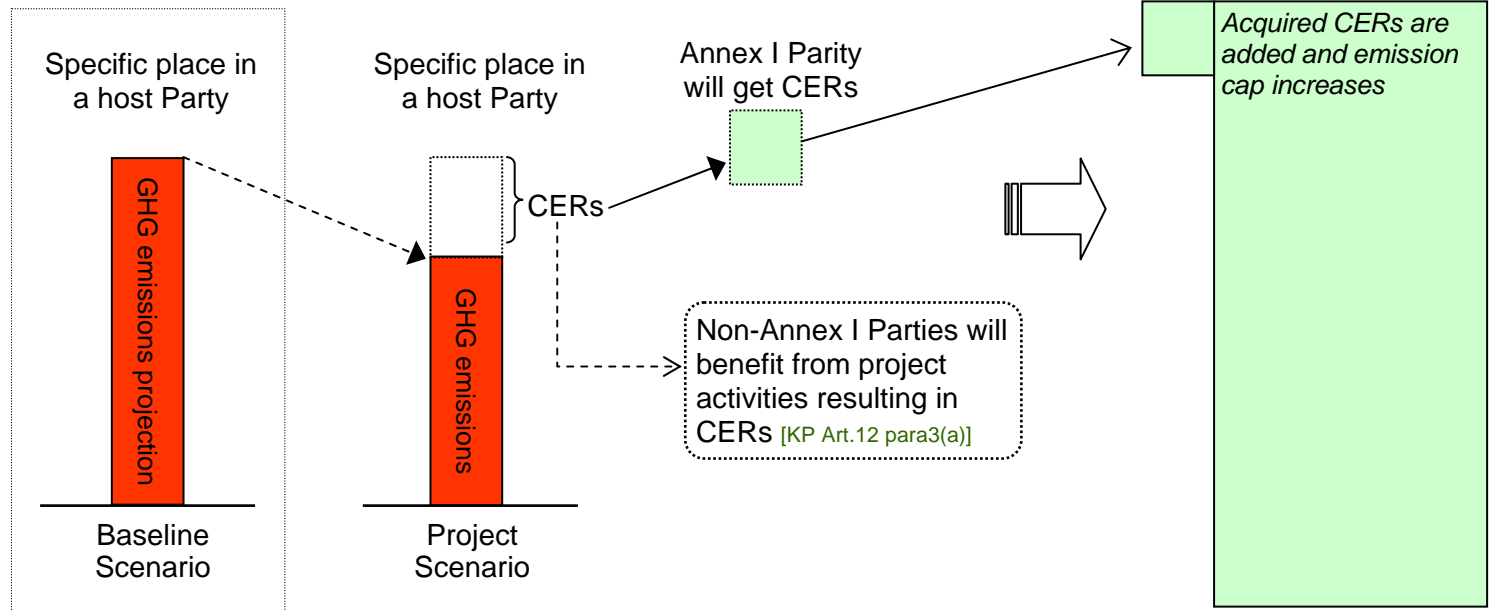 Specific place in
a host Party
GHG emissions projection
Baseline
Scenario
Specific place in
a host Party
GHG emissions
Project
Scenario
CERs
Annex I Parity
will get CERs
Non-Annex I Parties will
benefit from project
activities resulting in
CERs [KP Art.12 para3(a)]
Acquired CERs are
added and emission
cap increases